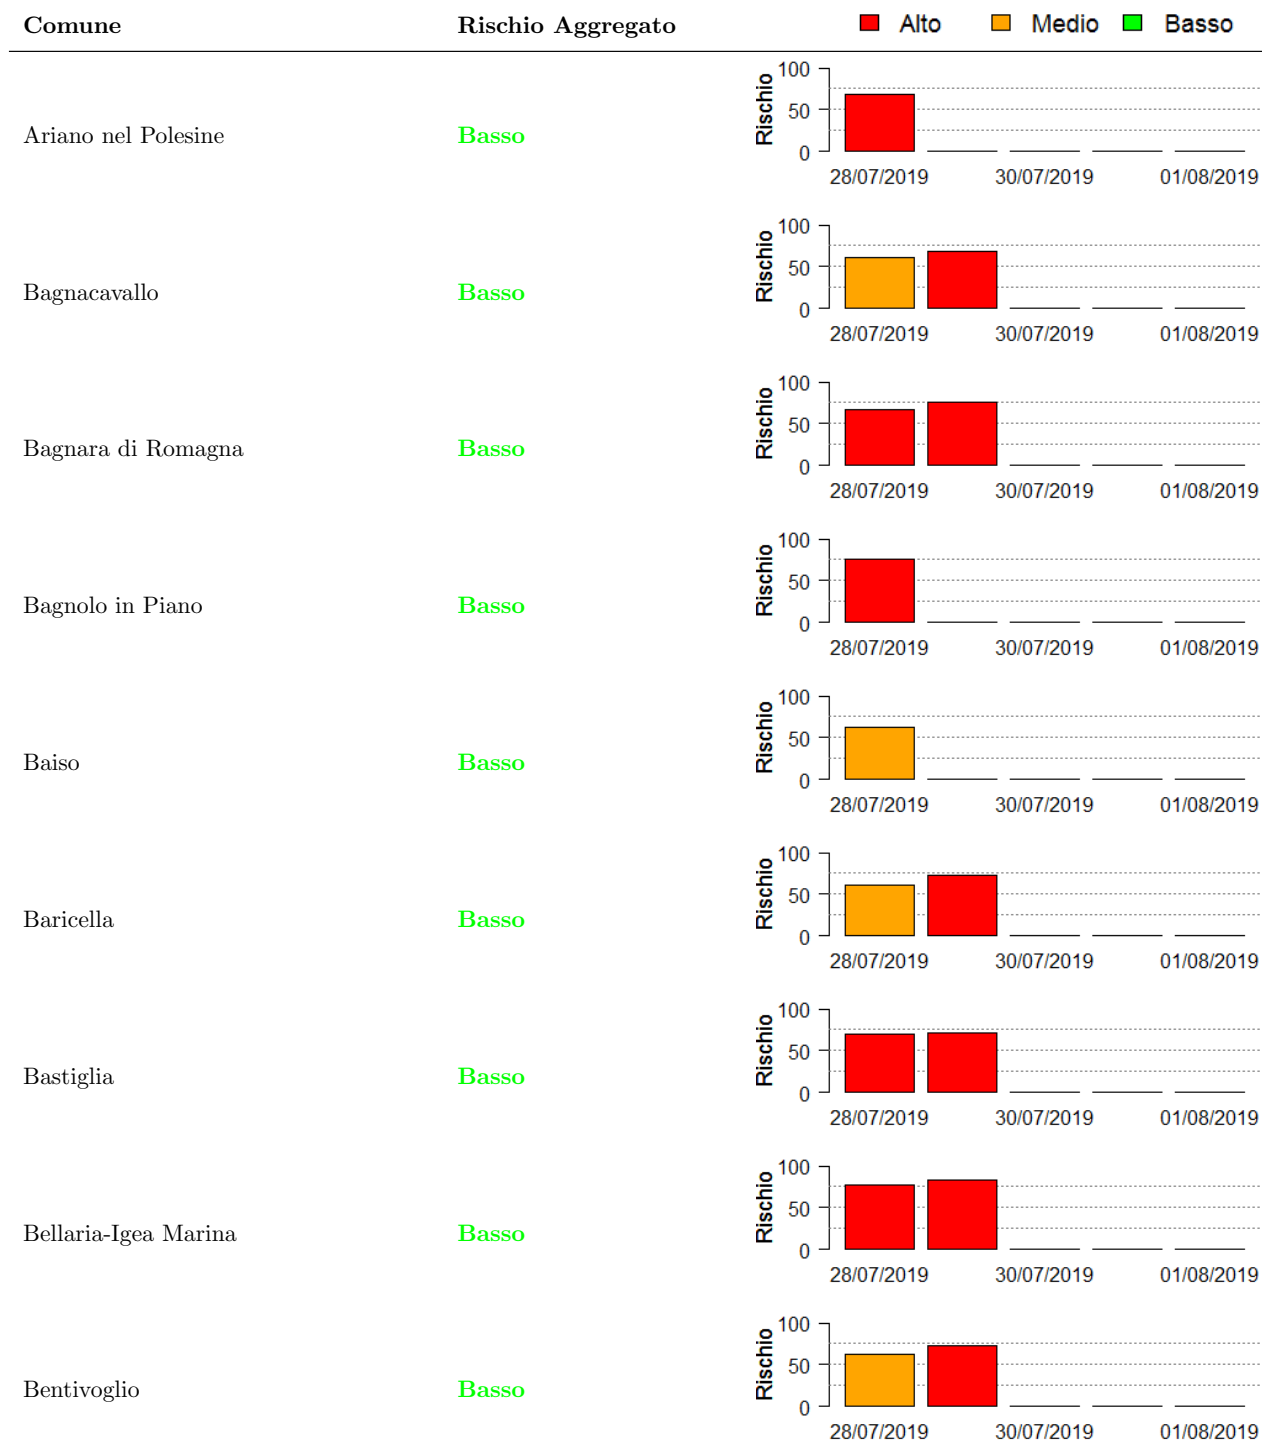 Comune Rischio Aggregato Alto Medio Basso
Ariano nel Polesine Basso
Rischio
100
50
0
28/07/2019 30/07/2019 01/08/2019
Bagnacavallo Basso
Rischio
100
50
0
28/07/2019 30/07/2019 01/08/2019
Bagnara di Romagna Basso
Rischio
100
50
0
28/07/2019 30/07/2019 01/08/2019
Bagnolo in Piano Basso
Rischio
100
50
0
28/07/2019 30/07/2019 01/08/2019
Baiso Basso
Rischio
100
50
0
28/07/2019 30/07/2019 01/08/2019
Baricella Basso
Rischio
100
50
0
28/07/2019 30/07/2019 01/08/2019
Bastiglia Basso
Rischio
100
50
0
28/07/2019 30/07/2019 01/08/2019
Bellaria-Igea Marina Basso
Rischio
100
50
0
28/07/2019 30/07/2019 01/08/2019
Bentivoglio Basso
Rischio
100
50
0
28/07/2019 30/07/2019 01/08/2019